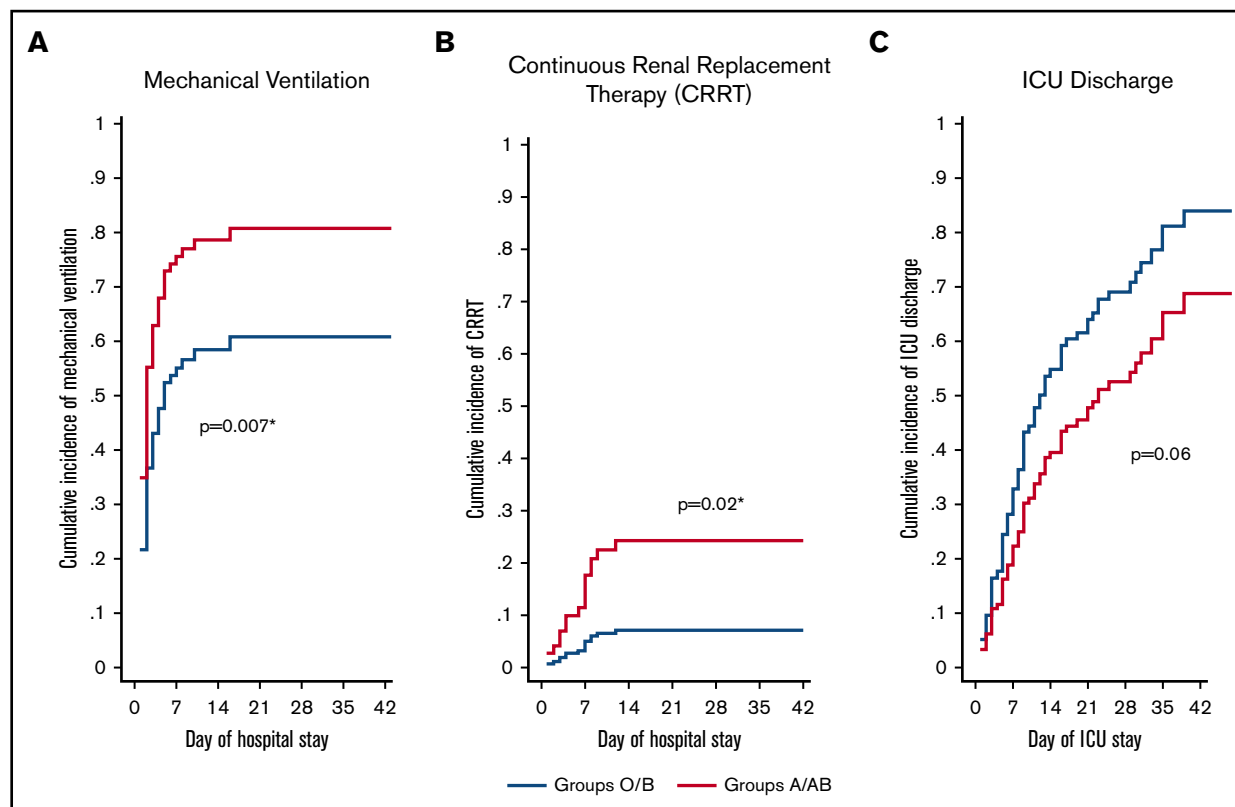 A
Mechanical Ventilation
Cumulative incidence of mechanical ventilation
1
.9
.8
.7
.6
.5
.4
.3
.2
.1
0
p=0.007*
0 7 14 21 28 35 42
Day of hospital stay
B
Continuous Renal Replacement
Therapy (CRRT)
Cumulative incidence of CRRT
1
.9
.8
.7
.6
.5
.4
.3
.2
.1
0
p=0.02*
0 7 14 21 28 35 42
Day of hospital stay
C
ICU Discharge
Cumulative incidence of ICU discharge
1
.9
.8
.7
.6
.5
.4
.3
.2
.1
0
p=0.06
0 7 14 21 28 35 42
Day of ICU stay
Groups O/B Groups A/AB